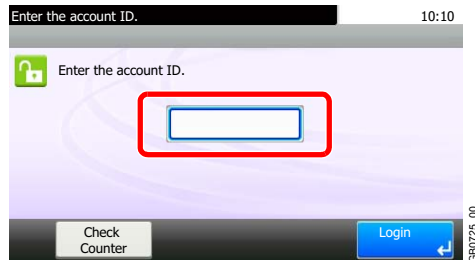 Enter the account ID.
10:10
Enter the account ID.
Check
Counter
Login
GB0725_00